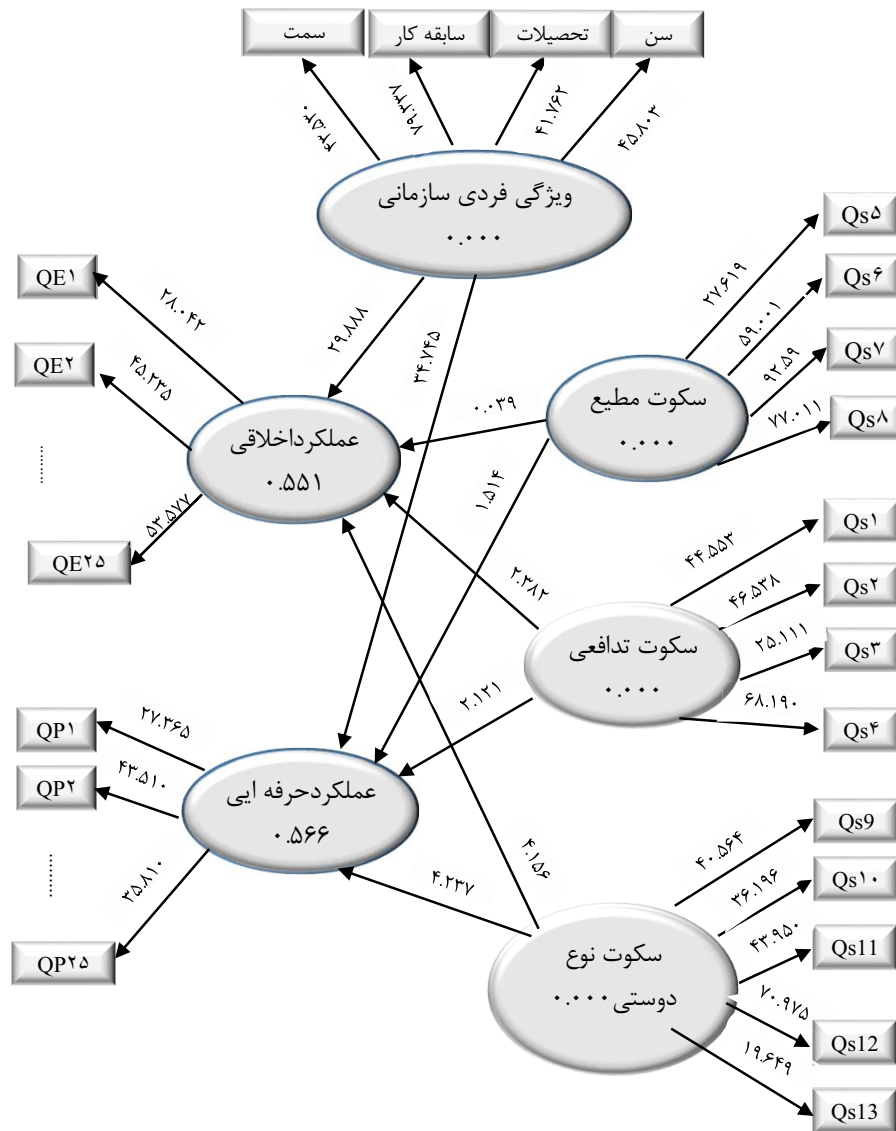 سن
تحصیلات
سابقه کار
سمت
۴۵.۸۰۳
۴۱.۷۶۲
۷۹.۳۳۷
ویژگی فردی سازمانی
۰.۰۰۰
Qs۵
Qs۶
Qs۷
Qs۸
۲۷.۶۱۹
۵۹.۰۰۱
۹۲.۵۹
۷۷.۰۱۱
سکوت مطیع
۰.۰۰۰
QE۱
QE۲
........
QE۲۵
۲۸.۰۴۲
۴۵.۲۳۵
۵۳.۵۷۷
عملکرداخلاقی
۰.۵۵۱
۲۹.۸۸۸
۳۴.۷۴۵
۰.۰۳۹
۱.۵۱۴
Qs۱
Qs۲
Qs۳
Qs۴
۴۴.۵۵۳
۴۶.۵۳۸
۲۵.۱۱۱
۶۸.۱۹۰
سکوت تدافعی
۰.۰۰۰
۲.۳۸۲
۲.۱۲۱
QP۱
QP۲
........
QP۲۵
۲۷.۳۶۵
۴۳.۵۱۰
۳۵.۸۱۰
عملکردحرفه ایی
۰.۵۶۶
۴.۱۵۶
۴.۲۳۷
Qs9
Qs۱۰
Qs11
Qs12
Qs13
۴۰.۵۶۴
۳۶.۱۹۶
۴۳.۹۵۰
۷۰.۹۷۵
۱۹.۶۴۹
سکوت نوع
دوستی ۰.۰۰۰